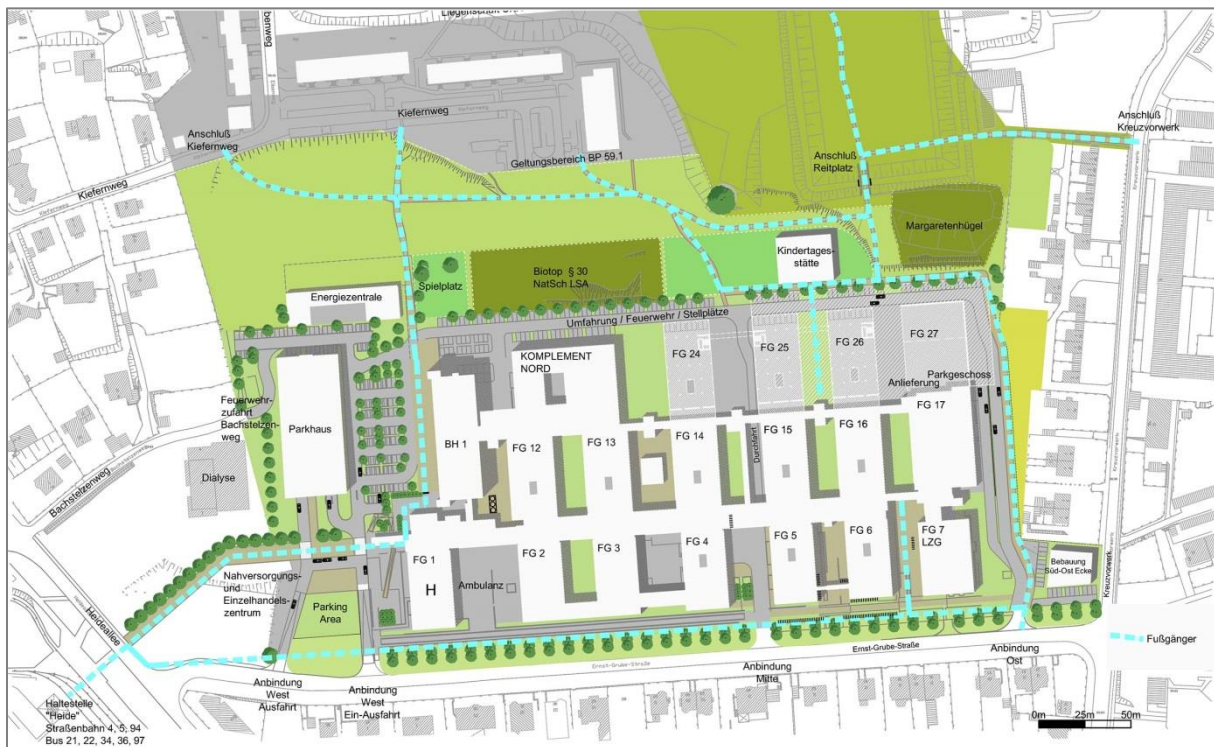 Kiefernweg
Anschluß
Kiefernweg
Geltungsbereich BP 59.1
Anschluß
Kreuzvorwerk
Anschluß
Reitplatz
Kiefernweg
Kiefernweg
Margaretenhügel
Kindertages-
stätte
Biotop § 30
NatSch LSA
Spielplatz
Energiezentrale
Umfahrung / Feuerwehr / Stellplätze
FG 24
FG 25
FG 26
FG 27
KOMPLEMENT
NORD
Parkgeschoss
Anlieferung
FG 17
Feuerwehr-
zufahrt
Bachstelzen-
weg
Parkhaus
BH 1
FG 12
FG 13
FG 14
FG 15
FG 16
Durchfahrt
Dialyse
Bachstelzenweg
Bachstelzenweg
Kreuzvorwerk
FG 1
FG 2
FG 3
FG 4
FG 5
FG 6
FG 7
LZG
H
Ambulanz
Bebauung
Süd-Ost Ecke
Kreuzvorwerk
Nahversorgungs-
und
Einzelhandels-
zentrum
Parking
Area
Heideallee
Fußgänger
Ernst-Grube-Straße
Ernst-Grube-Straße
Anbindung
Ost
Anbindung
Mitte
Anbindung
West
Ausfahrt
Anbindung
West
Ein-Ausfahrt
Haltestelle
"Heide"
Straßenbahn 4, 5, 94
Bus 21, 22, 34, 36, 97
0m 25m 50m